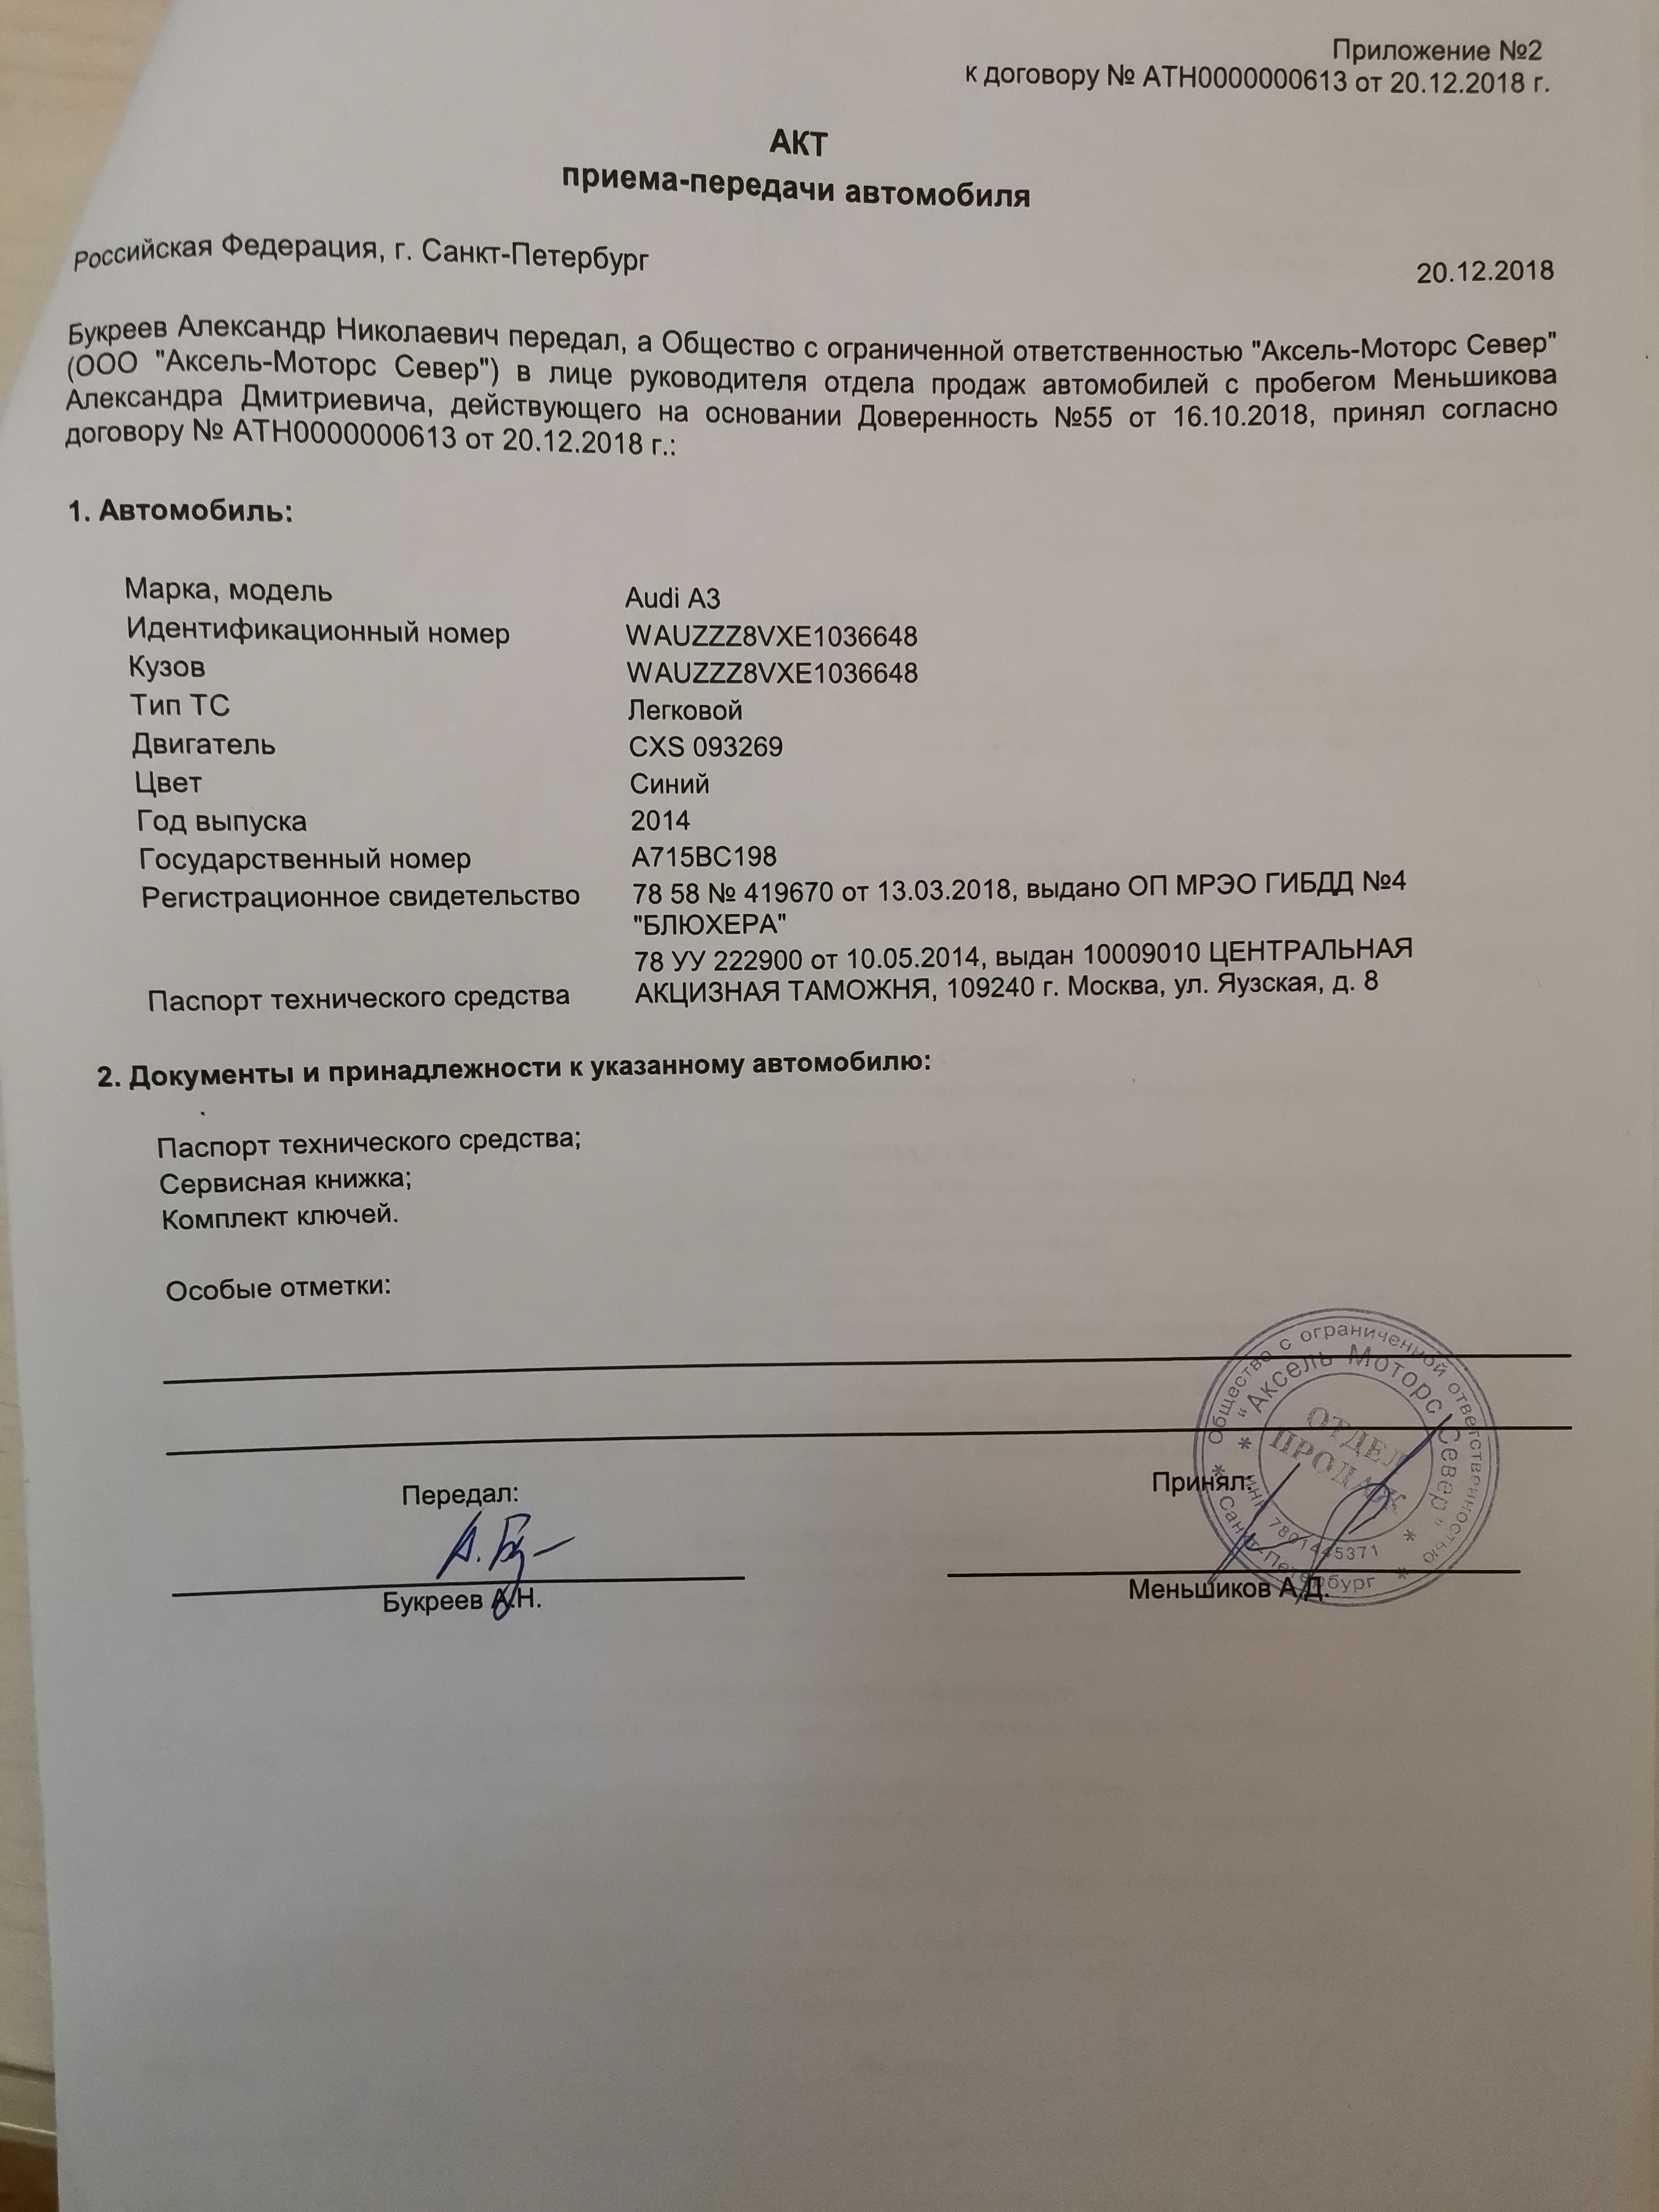 Приложение №2
к договору № АТН0000000613 от 20.12.2018 г.
АКТ
приема-передачи автомобиля
Российская Федерация, г. Санкт-Петербург
20.12.2018
Букреев Александр Николаевич передал, а Общество с ограниченной ответственностью "Аксель-Моторс Север"
(ООО "Аксель-Моторс Север") в лице руководителя отдела продаж автомобилей с пробегом Меньшикова
Александра Дмитриевича, действующего на основании Доверенность №55 от 16.10.2018, принял согласно
договору № АТН0000000613 от 20.12.2018 г.:
1. Автомобиль:
Марка, модель Audi A3
Идентификационный номер WAUZZZ8VXE1036648
Кузов WAUZZZ8VXE1036648
Тип ТС Легковой
Двигатель CXS 093269
Цвет Синий
Год выпуска 2014
Государственный номер А715ВС198
Регистрационное свидетельство 78 58 № 419670 от 13.03.2018, выдано ОП МРЭО ГИБДД №4
"БЛЮХЕРА"
78 УУ 222900 от 10.05.2014, выдан 10009010 ЦЕНТРАЛЬНАЯ
Паспорт технического средства АКЦИЗНАЯ ТАМОЖНЯ, 109240 г. Москва, ул. Яузская, д. 8
2. Документы и принадлежности к указанному автомобилю:
Паспорт технического средства;
Сервисная книжка;
Комплект ключей.
Особые отметки:
Общество с ограниченной ответственностью
"Аксель Моторс Север"
ОТДЕЛ
ПРОДАЖ
ИНН 7801445371
Санкт-Петербург
Передал:
Принял:
А. Бу
Букреев А.Н.
Меньшиков А.Д.